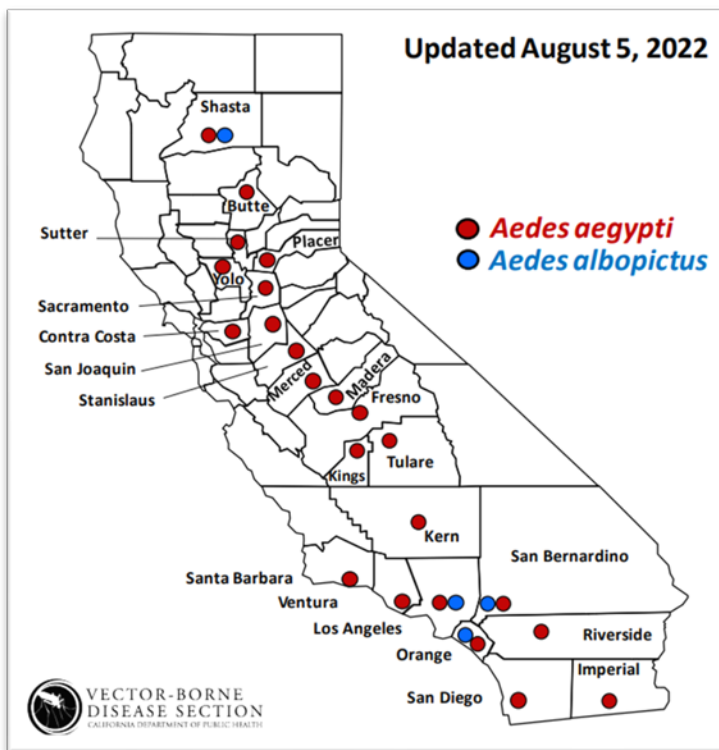 Updated August 5, 2022
Shasta
Butte
Sutter
Placer
Aedes aegypti
Aedes albopictus
Yolo
Sacramento
Contra Costa
San Joaquin
Stanislaus
Merced
Madera
Fresno
Kings
Tulare
Kern
San Bernardino
Santa Barbara
Ventura
Los Angeles
Riverside
Orange
Imperial
San Diego
VECTOR-BORNE
DISEASE SECTION
CALIFORNIA DEPARTMENT OF PUBLIC HEALTH